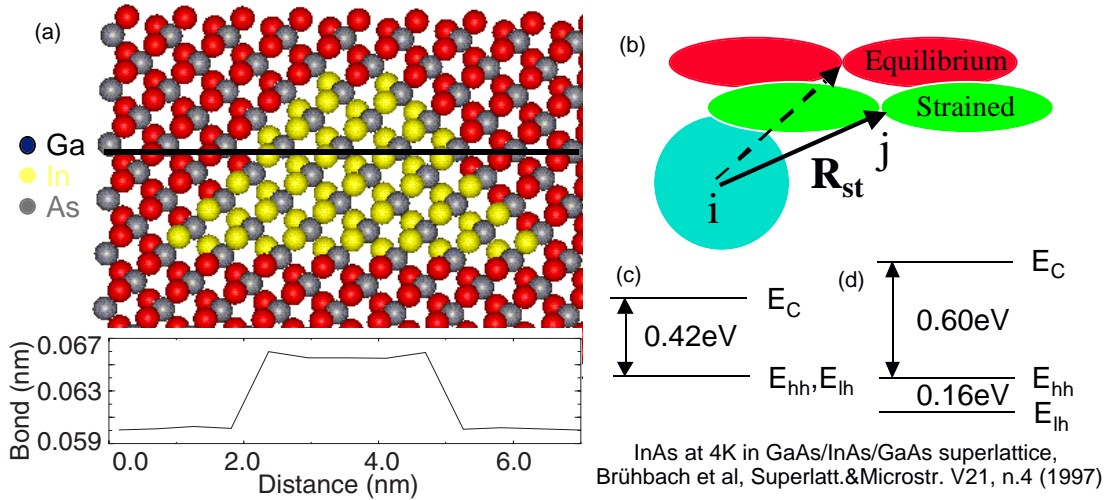 (a)
Ga
In
As
0.067
0.063
0.059
Bond (nm)
0.0
2.0
4.0
6.0
Distance (nm)
(b)
Equilibrium
Strained
i
j
R_st
(c)
E_C
0.42eV
E_hh,E_lh
(d)
E_C
0.60eV
E_hh
0.16eV
E_lh
InAs at 4K in GaAs/InAs/GaAs superlattice,
Brühbach et al, Superlatt.&Microstr. V21, n.4 (1997)